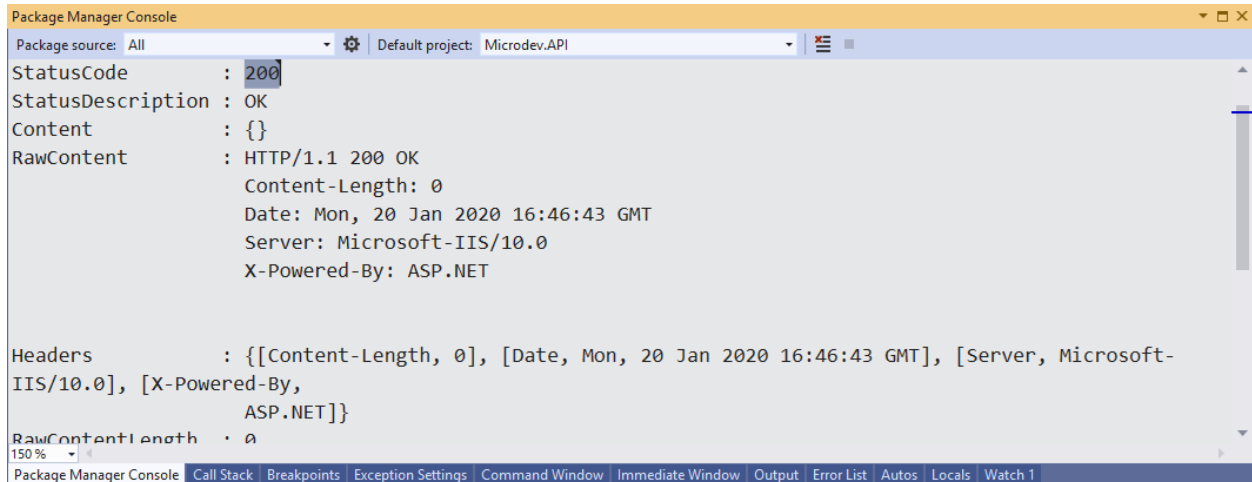 Package Manager Console
Package source: All Default project: Microdev.API
StatusCode : 200
StatusDescription : OK
Content : {}
RawContent : HTTP/1.1 200 OK
Content-Length: 0
Date: Mon, 20 Jan 2020 16:46:43 GMT
Server: Microsoft-IIS/10.0
X-Powered-By: ASP.NET
Headers : {[Content-Length, 0], [Date, Mon, 20 Jan 2020 16:46:43 GMT], [Server, Microsoft-
IIS/10.0], [X-Powered-By,
ASP.NET]}
RawContentLength : 0
150 %
Package Manager Console Call Stack Breakpoints Exception Settings Command Window Immediate Window Output Error List Autos Locals Watch 1